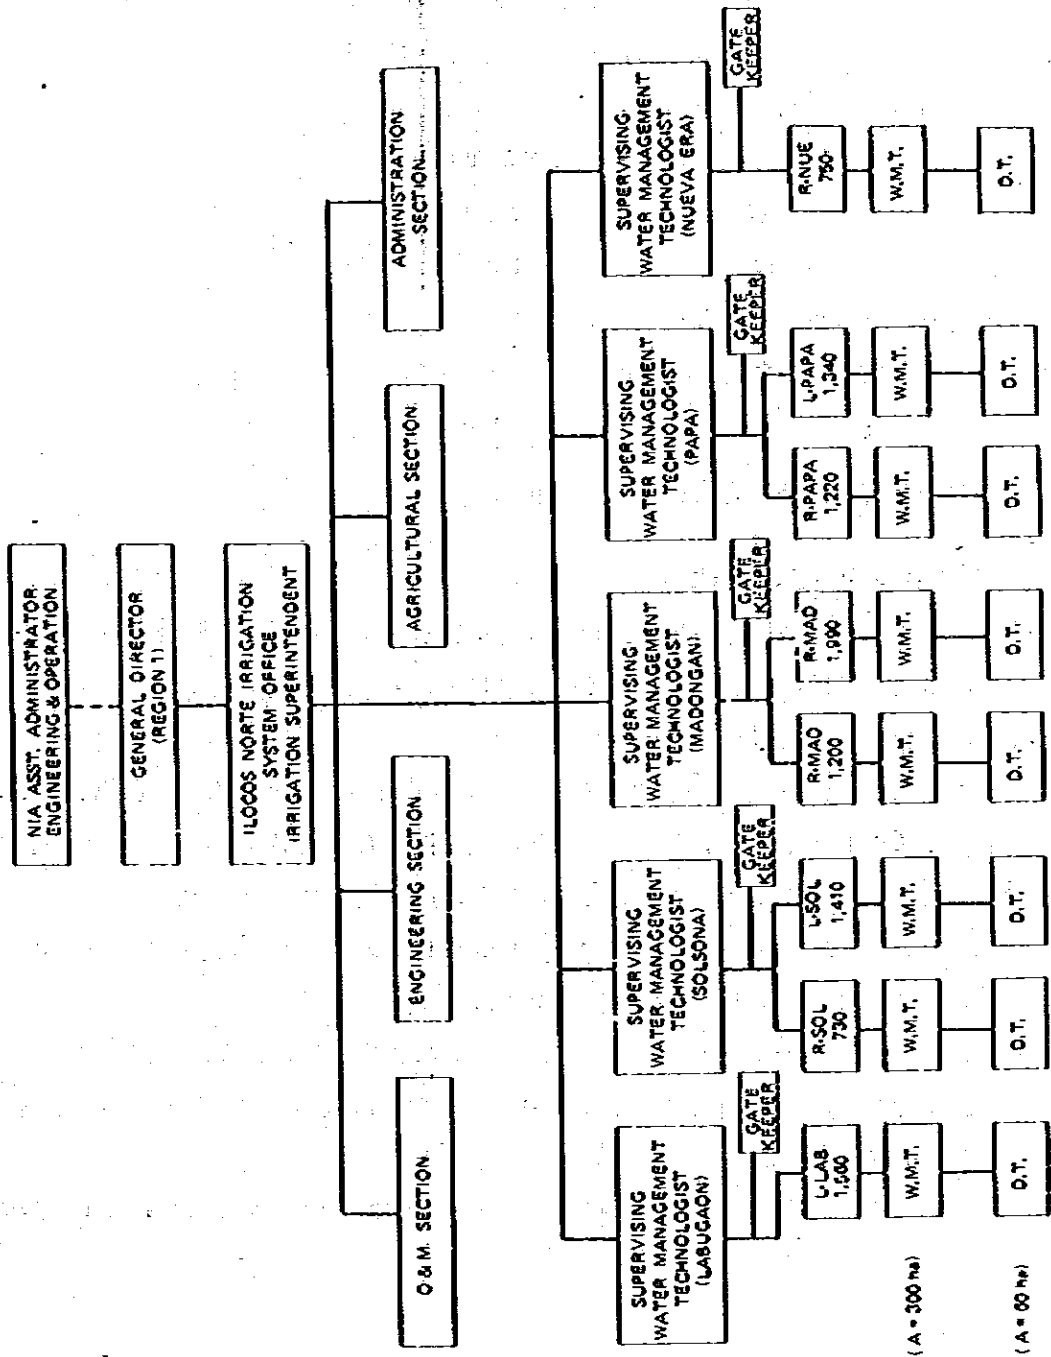 NIA ASST. ADMINISTRATOR
ENGINEERING & OPERATION
GENERAL DIRECTOR
(REGION 1)
ILOCOS NORTE IRRIGATION
SYSTEM OFFICE
IRRIGATION SUPERINTENDENT
O & M. SECTION
ENGINEERING SECTION
AGRICULTURAL SECTION
ADMINISTRATION
SECTION
SUPERVISING
WATER MANAGEMENT
TECHNOLOGIST
(LABUGAON)
SUPERVISING
WATER MANAGEMENT
TECHNOLOGIST
(SOLSONA)
SUPERVISING
WATER MANAGEMENT
TECHNOLOGIST
(MADONGAN)
SUPERVISING
WATER MANAGEMENT
TECHNOLOGIST
(PAPA)
SUPERVISING
WATER MANAGEMENT
TECHNOLOGIST
(NUEVA ERA)
GATE
KEEPER
GATE
KEEPER
GATE
KEEPER
GATE
KEEPER
GATE
KEEPER
L-LAB
R-SOL
730
L-SOL
1,410
R-MAD
1,200
R-MAD
1,990
R-PAPA
1,220
L-PAPA
1,340
R-NUE
750
(A = 300 ha)
W.M.T.
W.M.T.
W.M.T.
W.M.T.
W.M.T.
W.M.T.
W.M.T.
W.M.T.
(A = 60 ha)
D.T.
D.T.
D.T.
D.T.
D.T.
D.T.
D.T.
D.T.